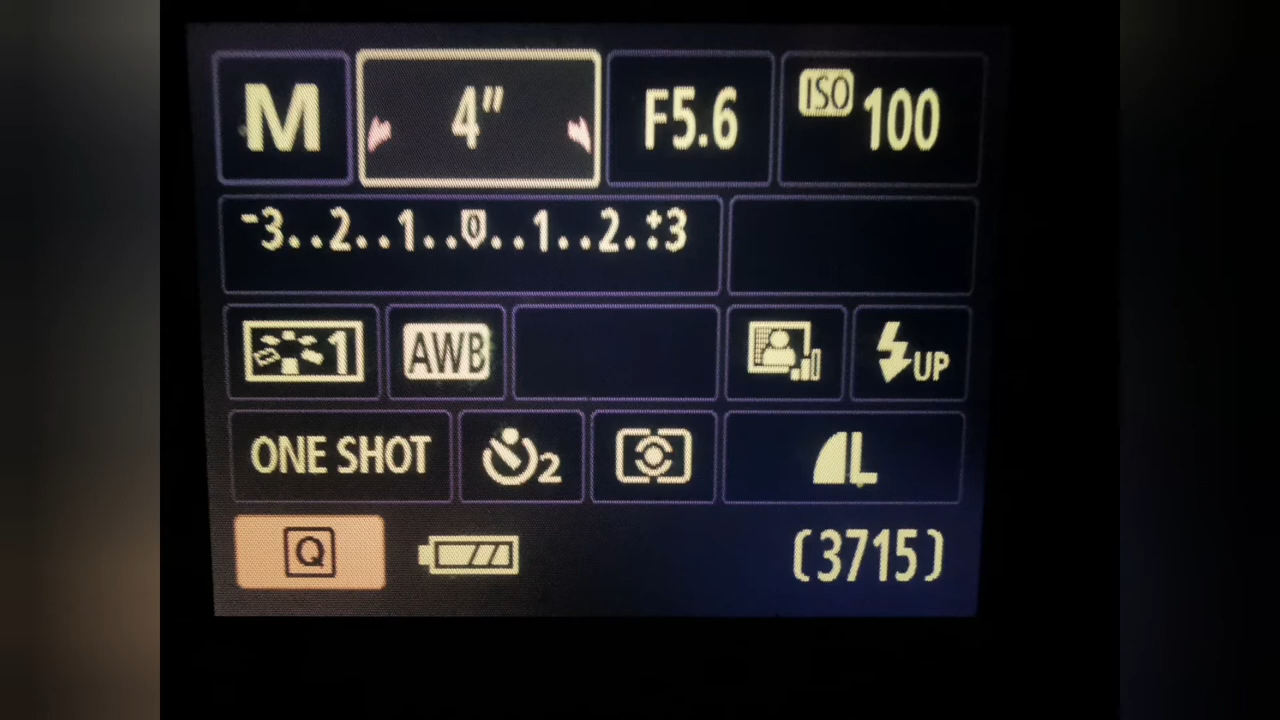 M 4" F5.6 ISO 100
-3..2..1..0..1..2.:+3
1 AWB UP
ONE SHOT 2 L
Q (3715)